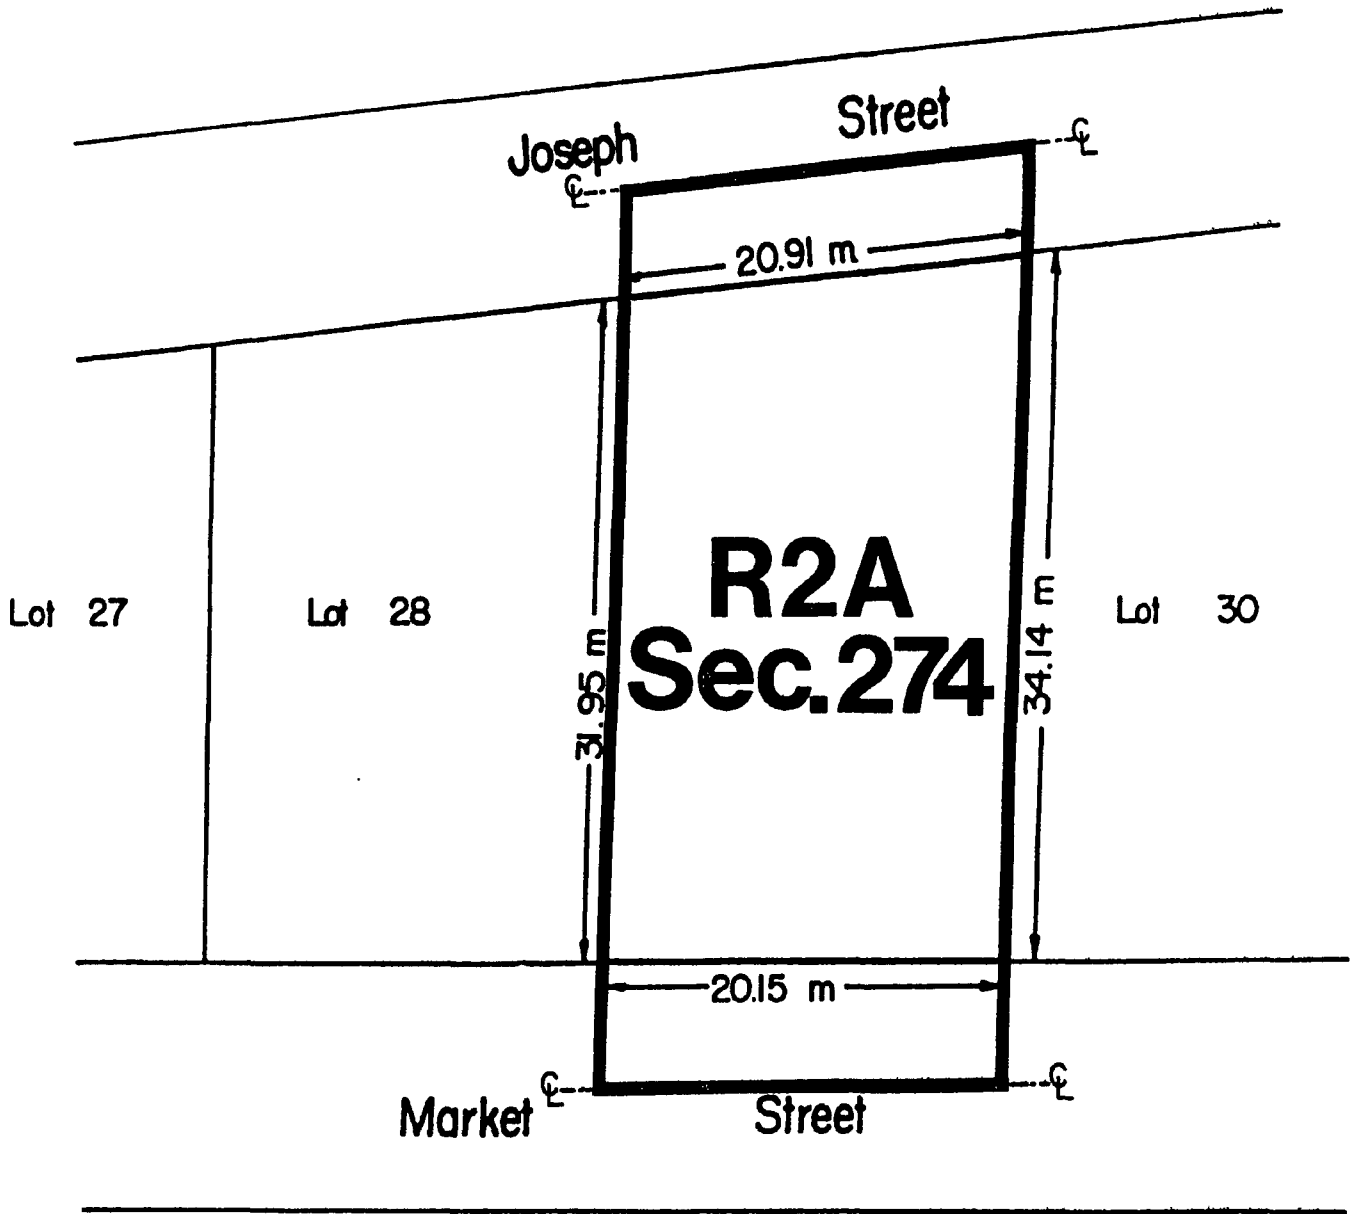 Joseph Street
℄ ℄
20.91 m
R2A
Sec. 274
Lot 27 Lot 28 31.95 m 34.14 m Lot 30
20.15 m
℄ ℄
Market Street